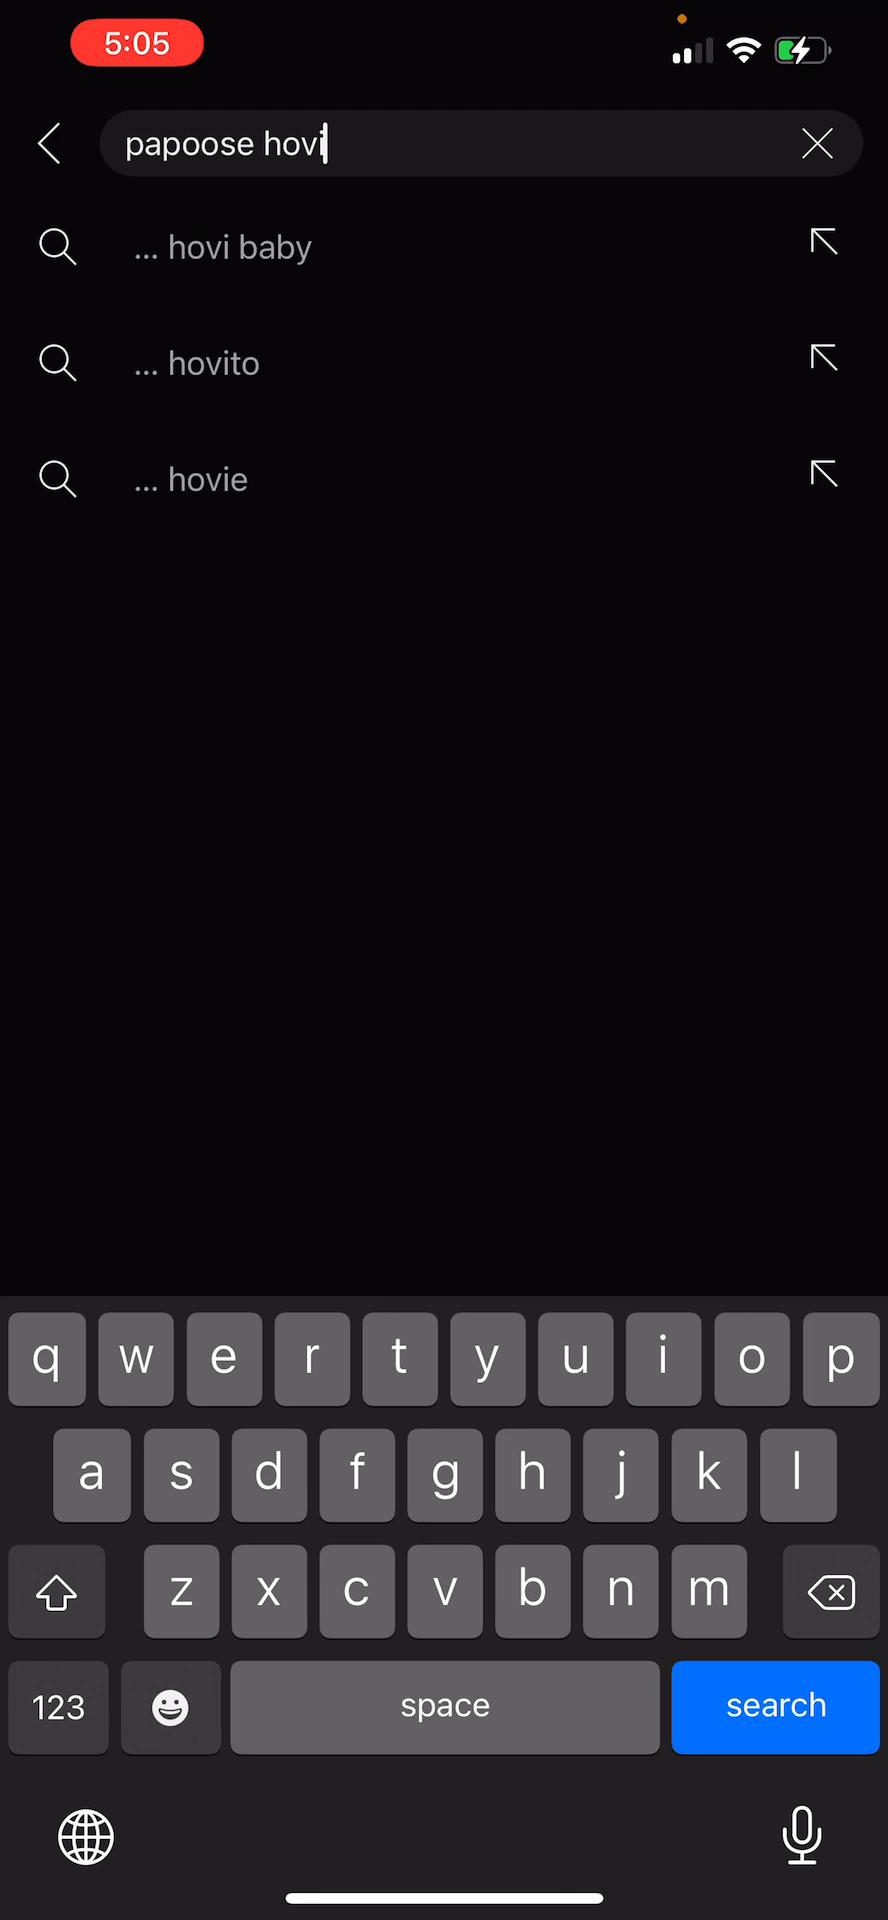 5:05
papoose hovi
... hovi baby
... hovito
... hovie
q w e r t y u i o p
a s d f g h j k l
z x c v b n m
123 space search